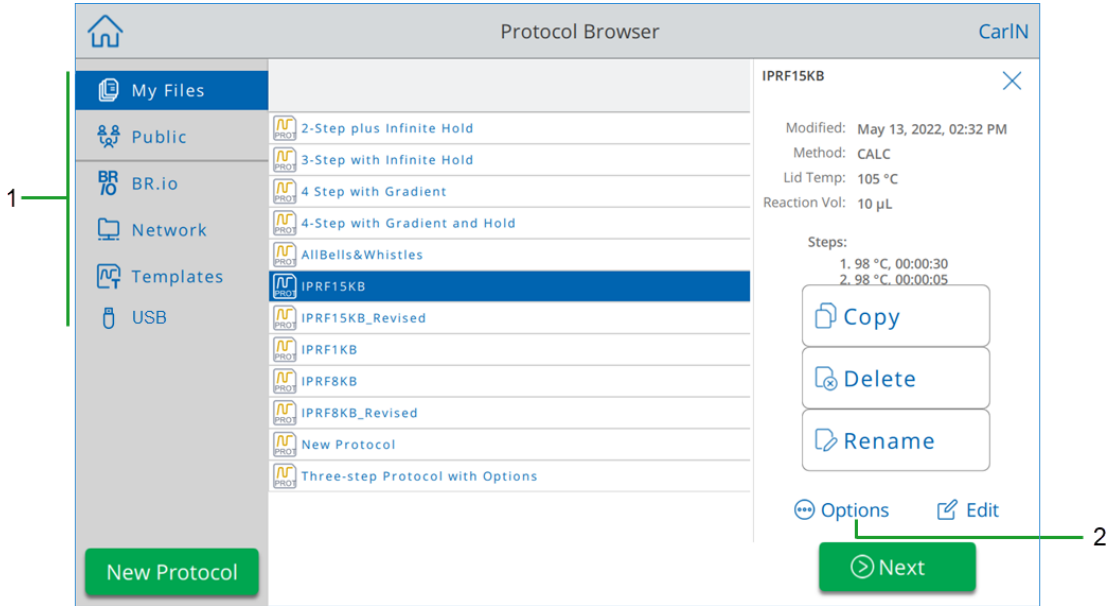 Protocol Browser
CarlN
1
My Files
Public
BR.io
Network
Templates
USB
New Protocol
2-Step plus Infinite Hold
3-Step with Infinite Hold
4 Step with Gradient
4-Step with Gradient and Hold
AllBells&Whistles
IPRF15KB
IPRF15KB_Revised
IPRF1KB
IPRF8KB
IPRF8KB_Revised
New Protocol
Three-step Protocol with Options
IPRF15KB
Modified: May 13, 2022, 02:32 PM
Method: CALC
Lid Temp: 105 °C
Reaction Vol: 10 µL
Steps:
1. 98 °C, 00:00:30
2. 98 °C, 00:00:05
Copy
Delete
Rename
Options
Edit
2
Next